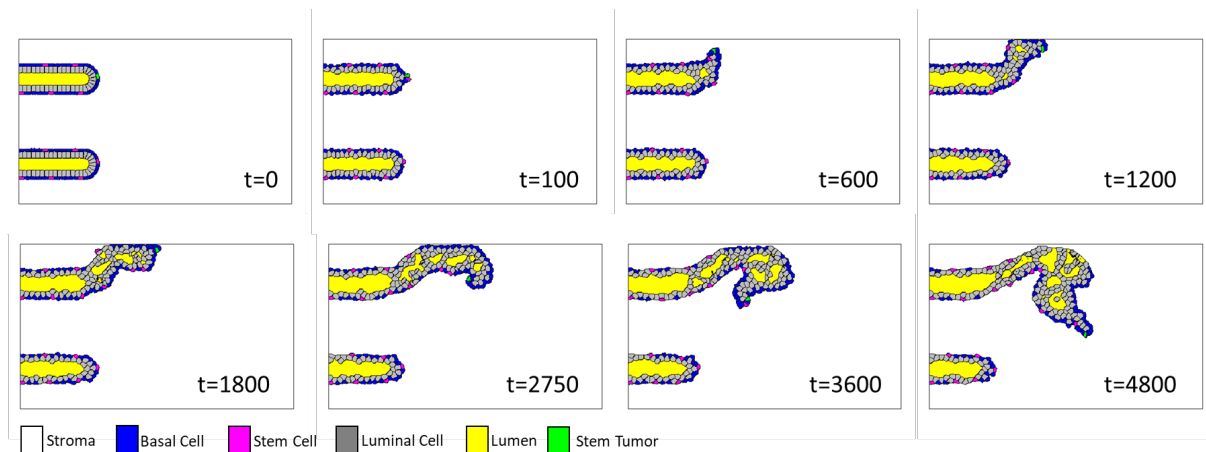 t=0
t=100
t=600
t=1200
t=1800
t=2750
t=3600
t=4800
Stroma Basal Cell Stem Cell Luminal Cell Lumen Stem Tumor